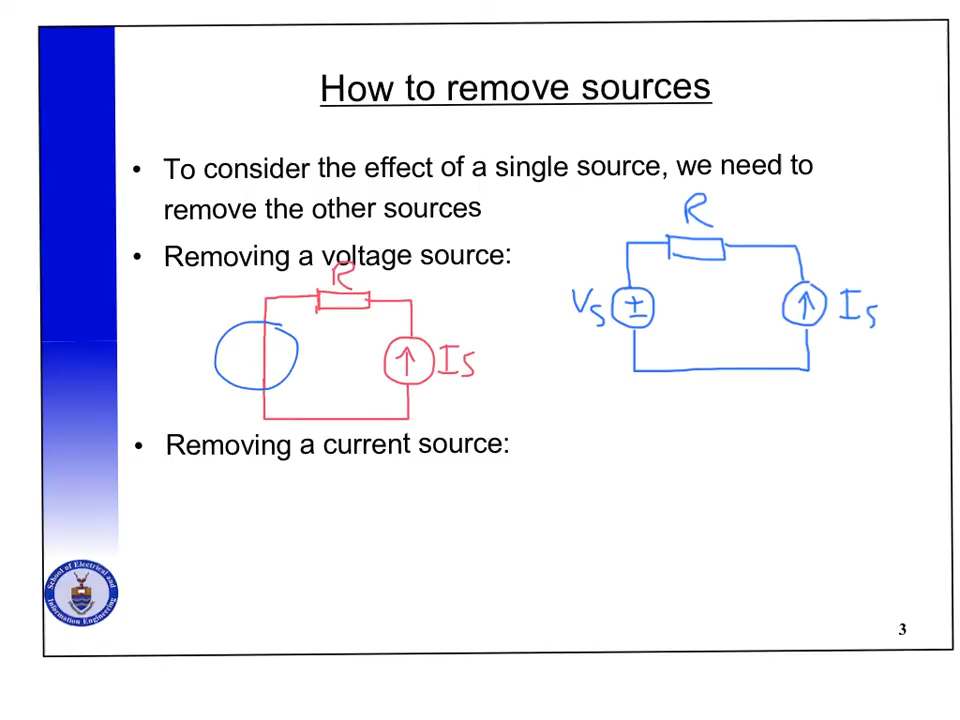 How to remove sources
• To consider the effect of a single source, we need to
remove the other sources
R
• Removing a voltage source:
R
Vs
±
Is
Is
• Removing a current source:
School of Electrical and
Information Engineering
3